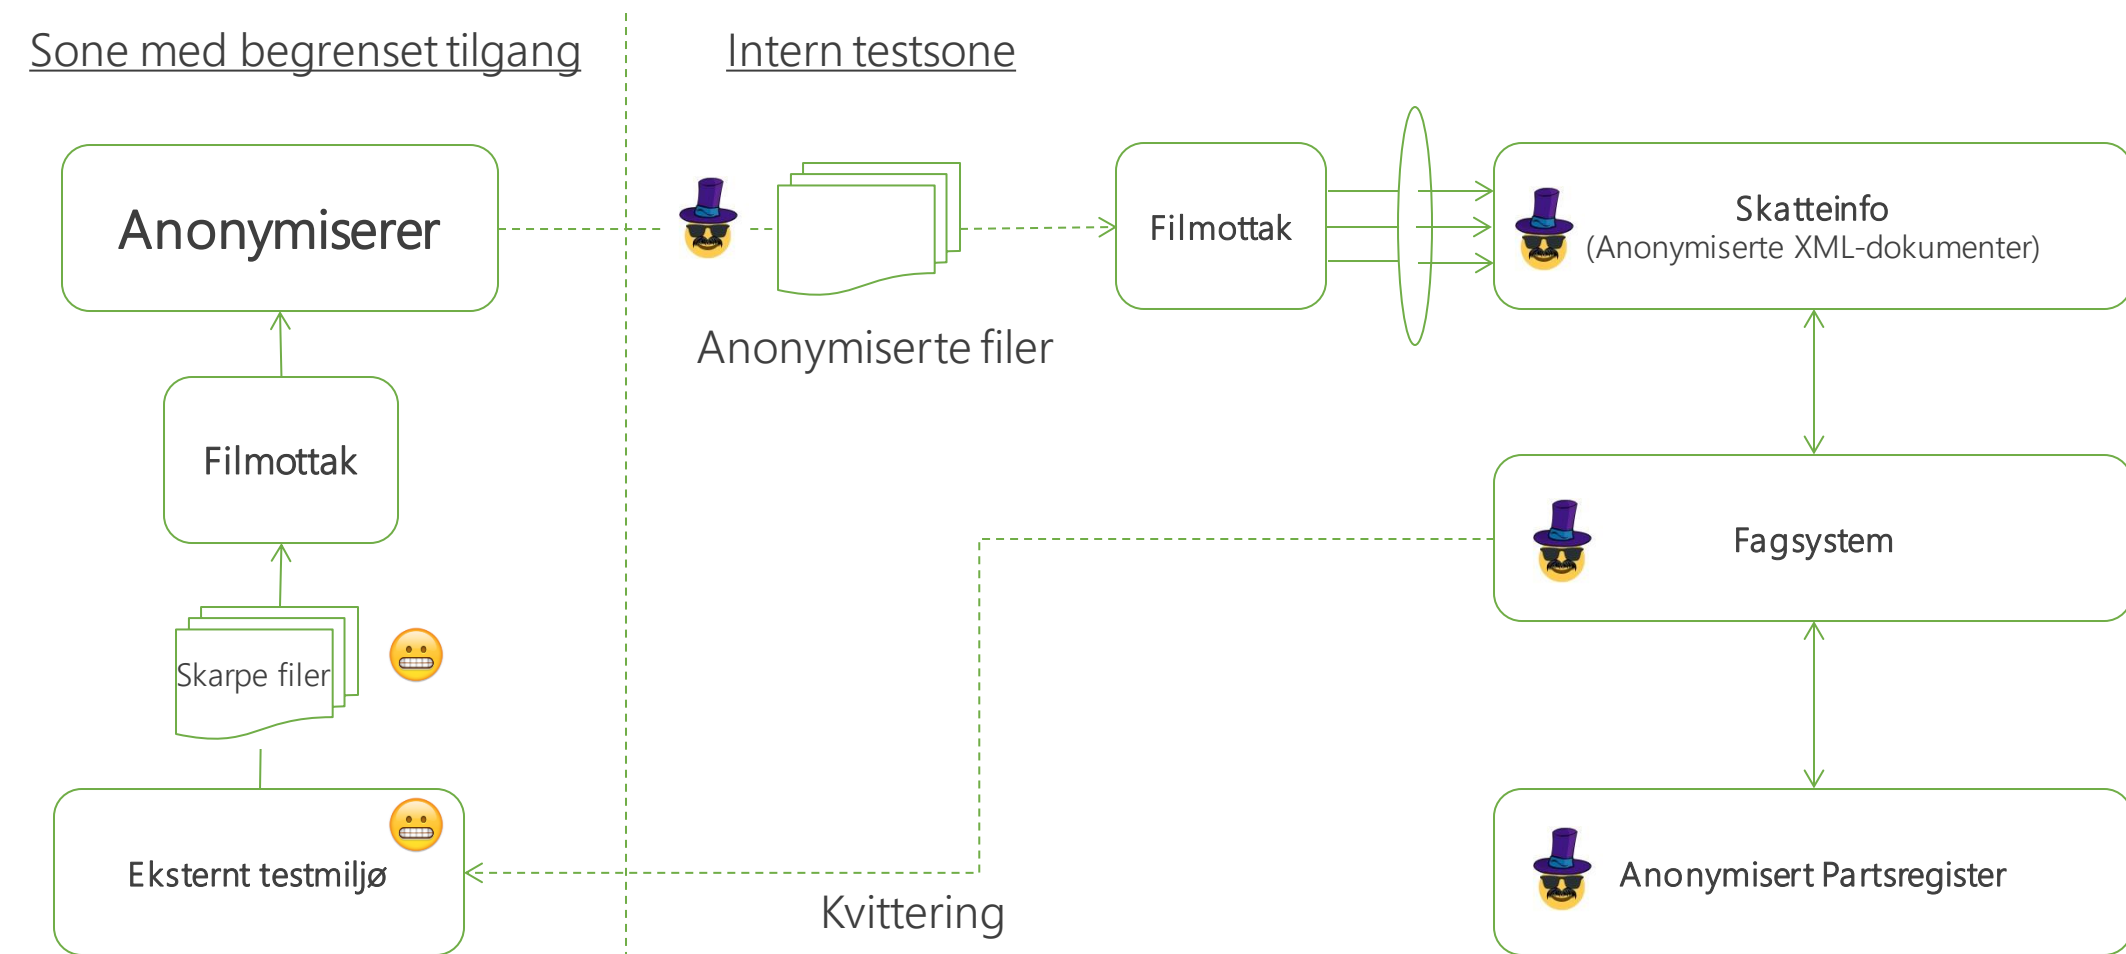 Sone med begrenset tilgang
Intern testsone
Anonymiserer
Filmottak
Skatteinfo
(Anonymiserte XML-dokumenter)
Anonymiserte filer
Filmottak
Fagsystem
Skarpe filer
Eksternt testmiljø
Anonymisert Partsregister
Kvittering